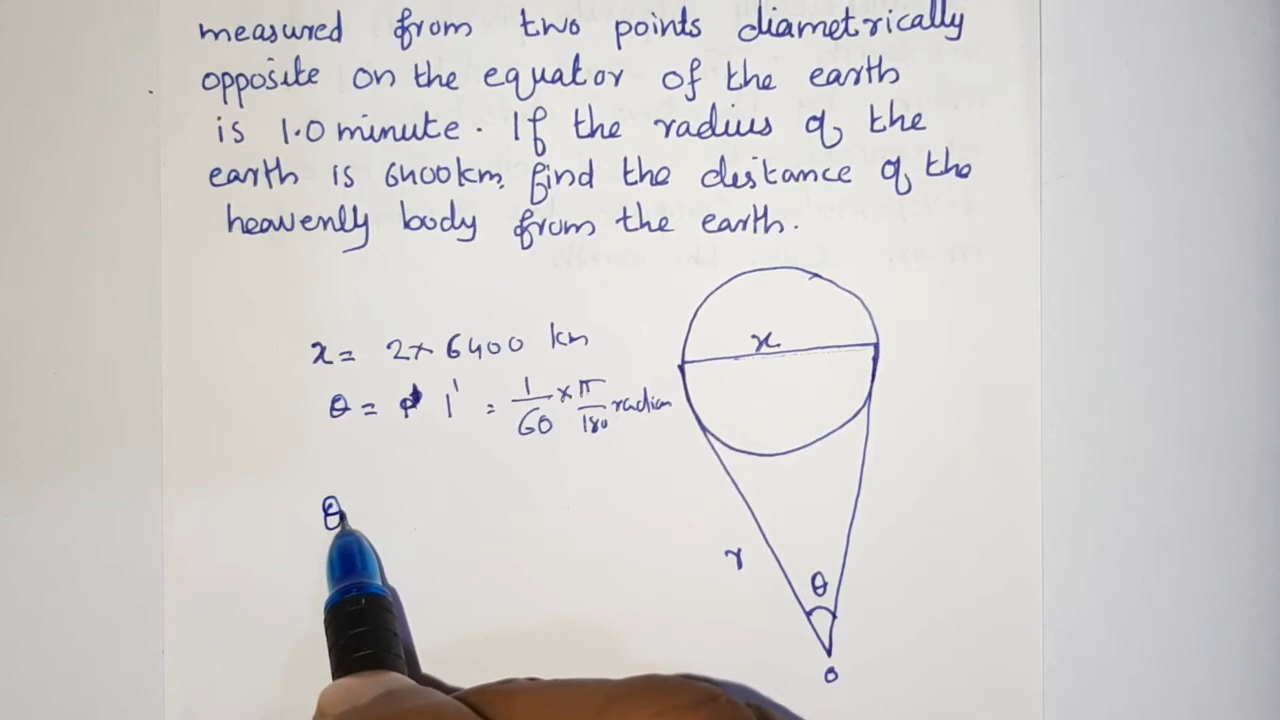 measured from two points diametrically
opposite on the equator of the earth
is 1.0 minute. If the radius of the
earth is 6400km, find the distance of the
heavenly body from the earth.
x = 2 × 6400 km
θ = 1' = 1/60 × π/180 radian
θ
x
r
θ
o